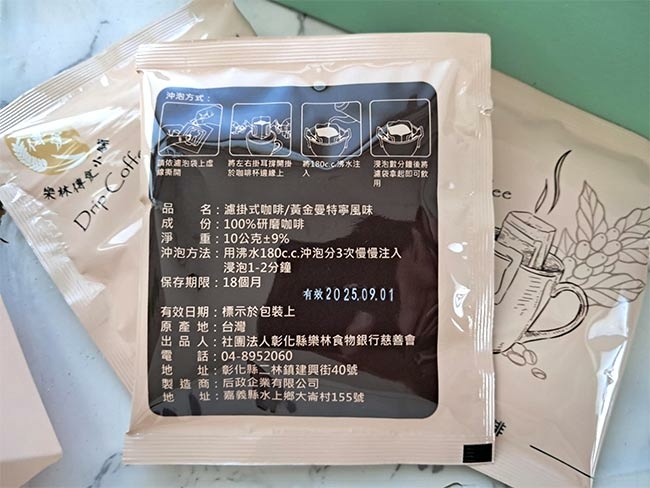 沖泡方式：
請依濾泡袋上虛
線撕開
將左右掛耳撐開掛
於咖啡杯邊緣上
將180c.c.沸水注
入
浸泡數分鐘後將
濾袋拿起即可飲
用
品 名：濾掛式咖啡/黃金曼特寧風味
成 份：100%研磨咖啡
淨 重：10公克±9%
沖泡方法：用沸水180c.c.沖泡分3次慢慢注入
浸泡1-2分鐘
保存期限：18個月
有效2025.09.01
有效日期：標示於包裝上
原 產 地：台灣
出 品 人：社團法人彰化縣樂林食物銀行慈善會
電 話：04-8952060
地 址：彰化縣二林鎮建興街40號
製 造 商：后政企業有限公司
地 址：嘉義縣水上鄉大崙村155號
Drip Coffe